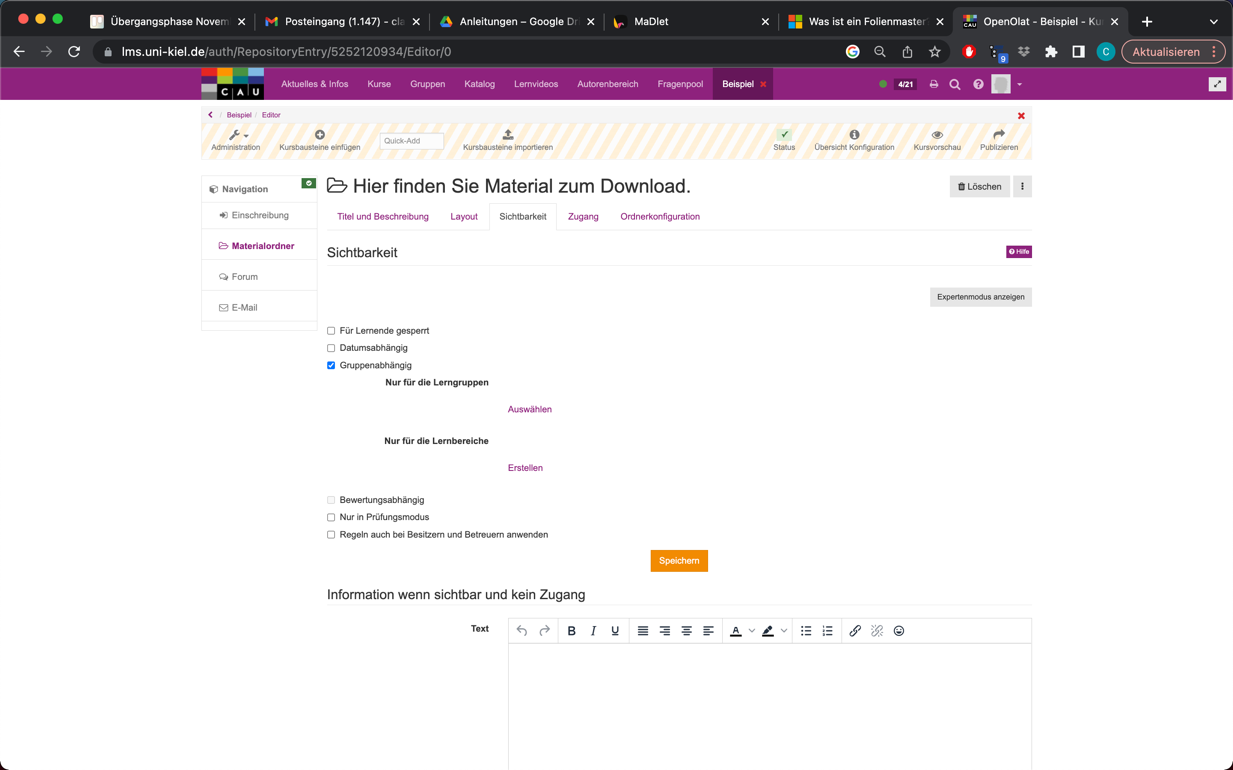 Übergangsphase Novem
Posteingang (1.147) - cla
Anleitungen – Google Dri
MaDlet
Was ist ein Folienmaster?
OpenOlat - Beispiel - Kur
lms.uni-kiel.de/auth/RepositoryEntry/5252120934/Editor/0
9
C
Aktualisieren
C A U
Aktuelles & Infos
Kurse
Gruppen
Katalog
Lernvideos
Autorenbereich
Fragenpool
Beispiel
4/21
Beispiel / Editor
Administration
Kursbausteine einfügen
Quick-Add
Kursbausteine importieren
Status
Übersicht Konfiguration
Kursvorschau
Publizieren
Navigation
Einschreibung
Materialordner
Forum
E-Mail
Hier finden Sie Material zum Download.
Löschen
Titel und Beschreibung
Layout
Sichtbarkeit
Zugang
Ordnerkonfiguration
Sichtbarkeit
Hilfe
Expertenmodus anzeigen
Für Lernende gesperrt
Datumsabhängig
Gruppenabhängig
Nur für die Lerngruppen
Auswählen
Nur für die Lernbereiche
Erstellen
Bewertungsabhängig
Nur in Prüfungsmodus
Regeln auch bei Besitzern und Betreuern anwenden
Speichern
Information wenn sichtbar und kein Zugang
Text
B I U
A